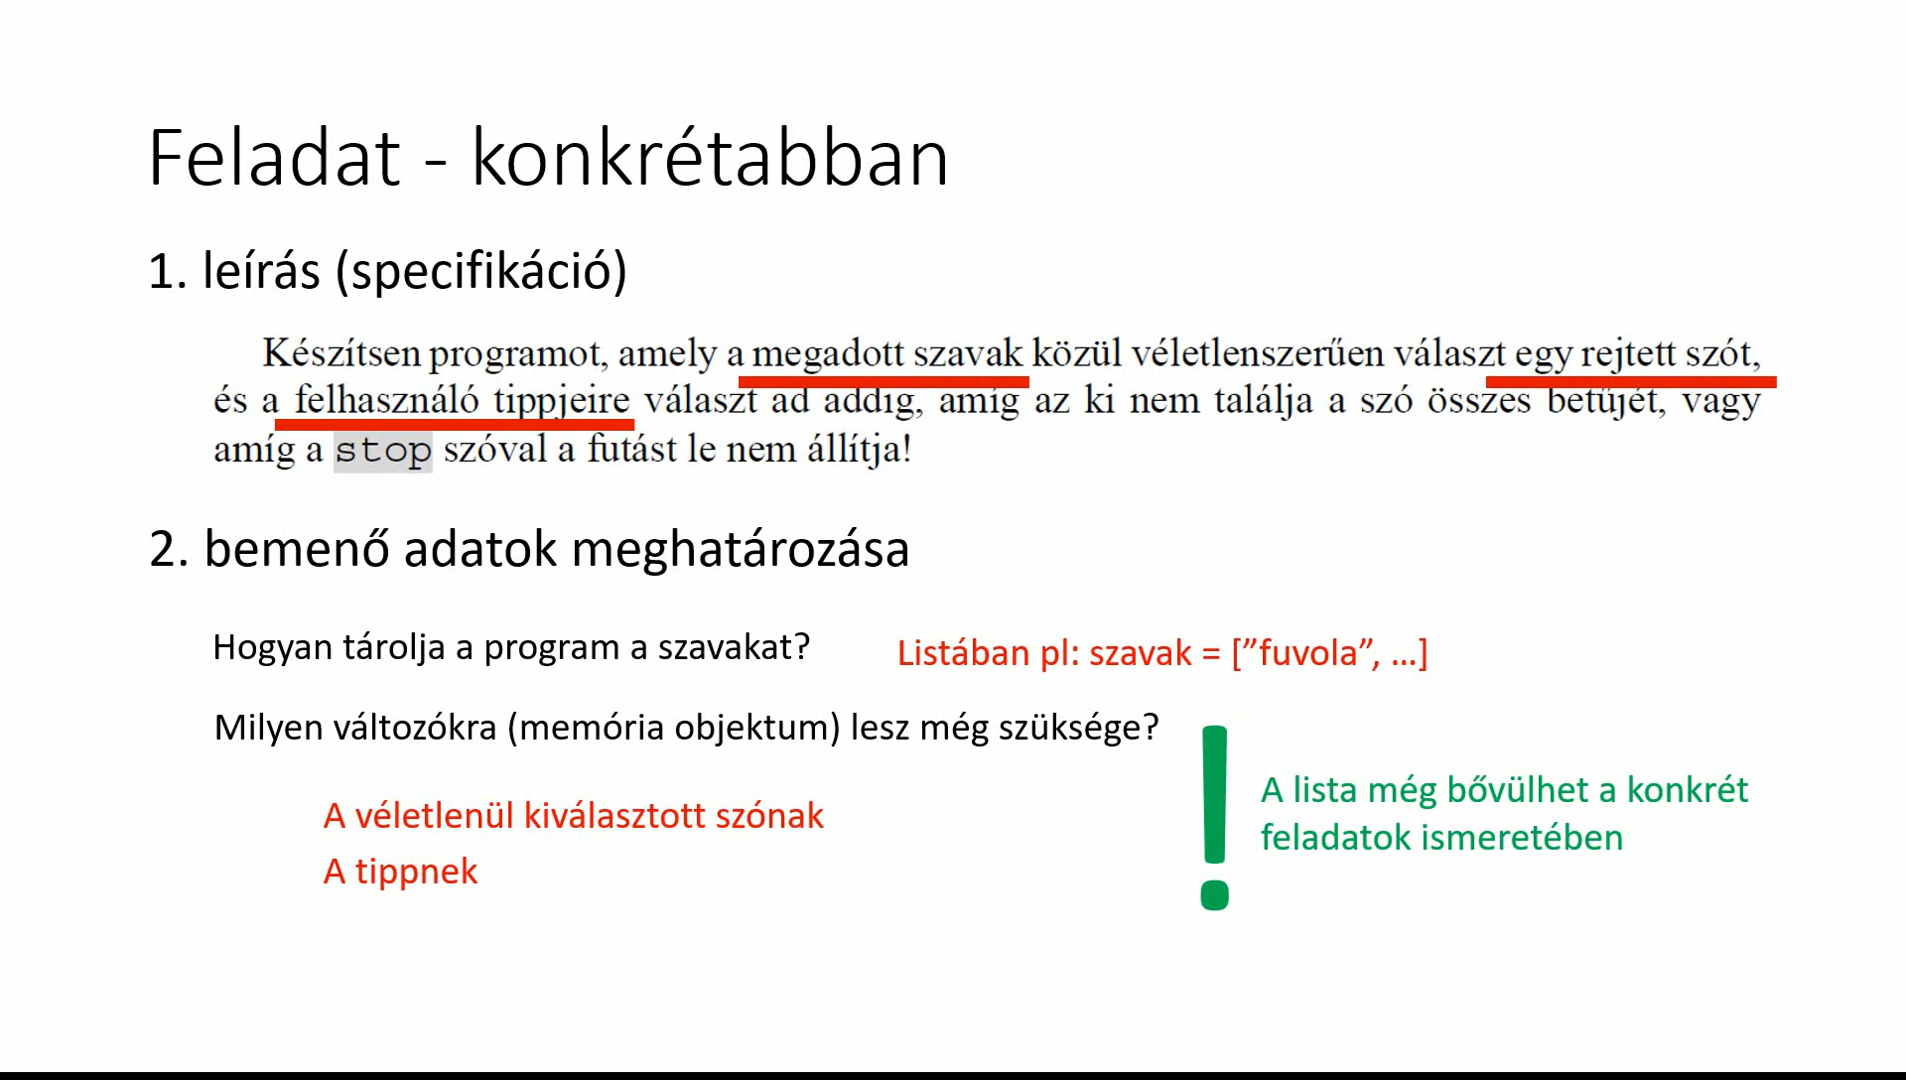 Feladat - konkrétabban
1. leírás (specifikáció)
Készítsen programot, amely a megadott szavak közül véletlenszerűen választ egy rejtett szót,
és a felhasználó tippjeire választ ad addig, amíg az ki nem találja a szó összes betűjét, vagy
amíg a stop szóval a futást le nem állítja!
2. bemenő adatok meghatározása
Hogyan tárolja a program a szavakat?
Listában pl: szavak = [”fuvola”, …]
Milyen változókra (memória objektum) lesz még szüksége?
A véletlenül kiválasztott szónak
A tippnek
!
A lista még bővülhet a konkrét
feladatok ismeretében